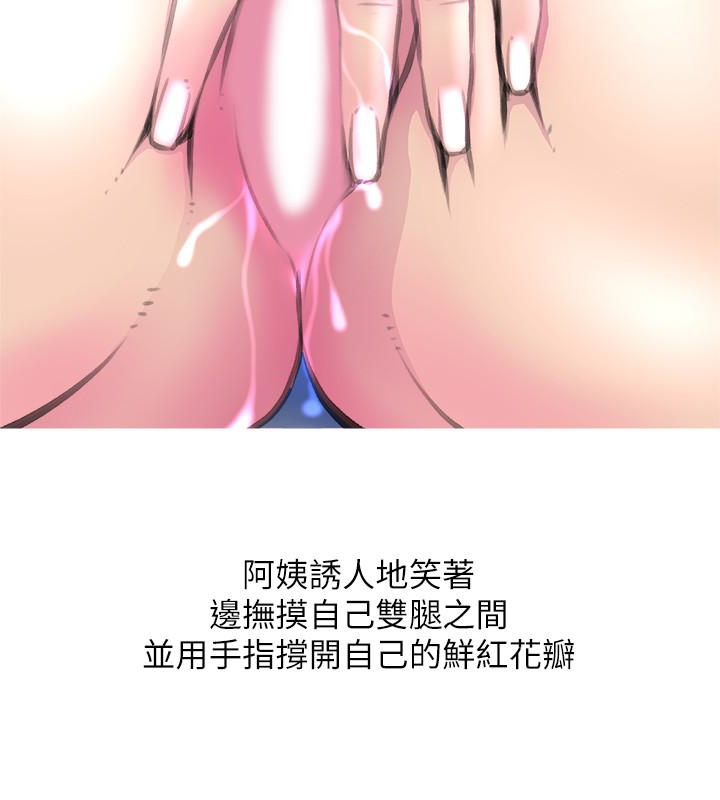 阿姨誘人地笑著
邊撫摸自己雙腿之間
並用手指撐開自己的鮮紅花瓣